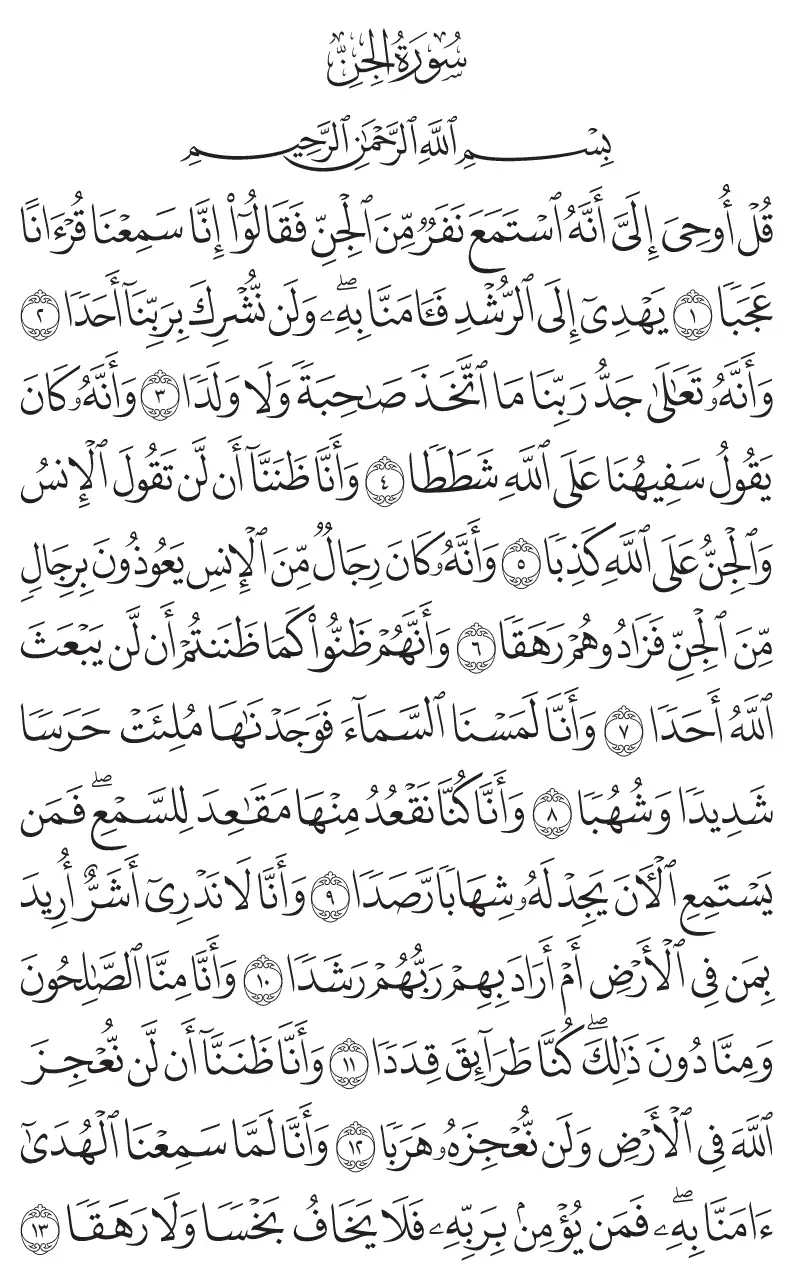 سُورَةُ الجِنِّ
بِسْمِ ٱللَّهِ ٱلرَّحْمَٰنِ ٱلرَّحِيمِ
قُلْ أُوحِىَ إِلَىَّ أَنَّهُ ٱسْتَمَعَ نَفَرٌ مِّنَ ٱلْجِنِّ فَقَالُوٓا۟ إِنَّا سَمِعْنَا قُرْءَانًا
عَجَبًا ١ يَهْدِىٓ إِلَى ٱلرُّشْدِ فَـَٔامَنَّا بِهِۦ ۖ وَلَن نُّشْرِكَ بِرَبِّنَآ أَحَدًا ٢
وَأَنَّهُۥ تَعَٰلَىٰ جَدُّ رَبِّنَا مَا ٱتَّخَذَ صَٰحِبَةً وَلَا وَلَدًا ٣ وَأَنَّهُۥ كَانَ
يَقُولُ سَفِيهُنَا عَلَى ٱللَّهِ شَطَطًا ٤ وَأَنَّا ظَنَنَّآ أَن لَّن تَقُولَ ٱلْإِنسُ
وَٱلْجِنُّ عَلَى ٱللَّهِ كَذِبًا ٥ وَأَنَّهُۥ كَانَ رِجَالٌ مِّنَ ٱلْإِنسِ يَعُوذُونَ بِرِجَالٍ
مِّنَ ٱلْجِنِّ فَزَادُوهُمْ رَهَقًا ٦ وَأَنَّهُمْ ظَنُّوا۟ كَمَا ظَنَنتُمْ أَن لَّن يَبْعَثَ
ٱللَّهُ أَحَدًا ٧ وَأَنَّا لَمَسْنَا ٱلسَّمَآءَ فَوَجَدْنَٰهَا مُلِئَتْ حَرَسًا
شَدِيدًا وَشُهُبًا ٨ وَأَنَّا كُنَّا نَقْعُدُ مِنْهَا مَقَٰعِدَ لِلسَّمْعِ ۖ فَمَن
يَسْتَمِعِ ٱلْـَٔانَ يَجِدْ لَهُۥ شِهَابًا رَّصَدًا ٩ وَأَنَّا لَا نَدْرِىٓ أَشَرٌّ أُرِيدَ
بِمَن فِى ٱلْأَرْضِ أَمْ أَرَادَ بِهِمْ رَبُّهُمْ رَشَدًا ١٠ وَأَنَّا مِنَّا ٱلصَّٰلِحُونَ
وَمِنَّا دُونَ ذَٰلِكَ ۖ كُنَّا طَرَآئِقَ قِدَدًا ١١ وَأَنَّا ظَنَنَّآ أَن لَّن نُّعْجِزَ
ٱللَّهَ فِى ٱلْأَرْضِ وَلَن نُّعْجِزَهُۥ هَرَبًا ١٢ وَأَنَّا لَمَّا سَمِعْنَا ٱلْهُدَىٰٓ
ءَامَنَّا بِهِۦ ۖ فَمَن يُؤْمِنۢ بِرَبِّهِۦ فَلَا يَخَافُ بَخْسًا وَلَا رَهَقًا ١٣